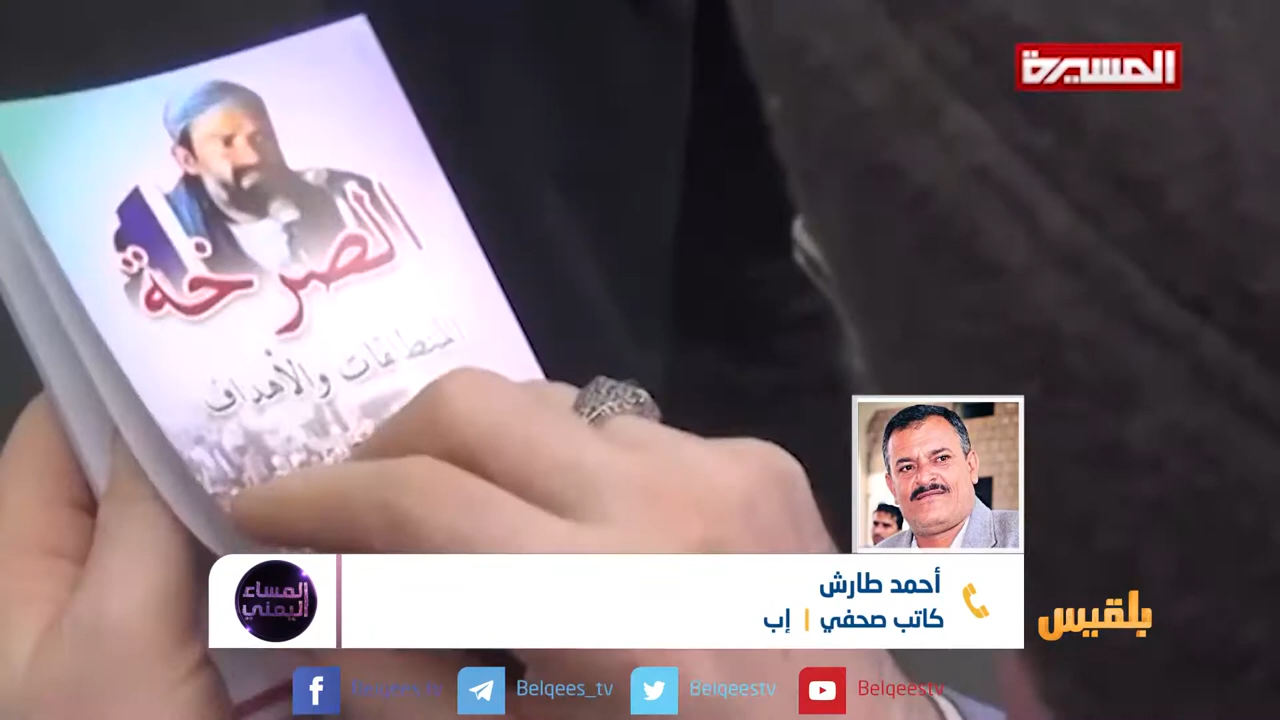 المسيرة
الصرخة
المنطلقات والأهداف
أحمد طارش
كاتب صحفي | إب
المساء
اليمني
بلقيس
Belqees_tv
Belqeestv
Belqeestv